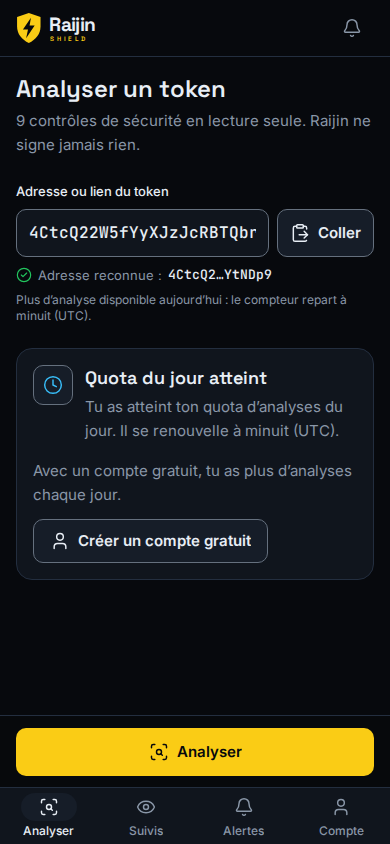 Raijin
SHIELD
Analyser un token
9 contrôles de sécurité en lecture seule. Raijin ne
signe jamais rien.
Adresse ou lien du token
4CtcQ22W5fYyXJzJcRBTQbr
Coller
Adresse reconnue : 4CtcQ2…YtNDp9
Plus d’analyse disponible aujourd’hui : le compteur repart à
minuit (UTC).
Quota du jour atteint
Tu as atteint ton quota d’analyses du
jour. Il se renouvelle à minuit (UTC).
Avec un compte gratuit, tu as plus d’analyses
chaque jour.
Créer un compte gratuit
Analyser
Analyser
Suivis
Alertes
Compte